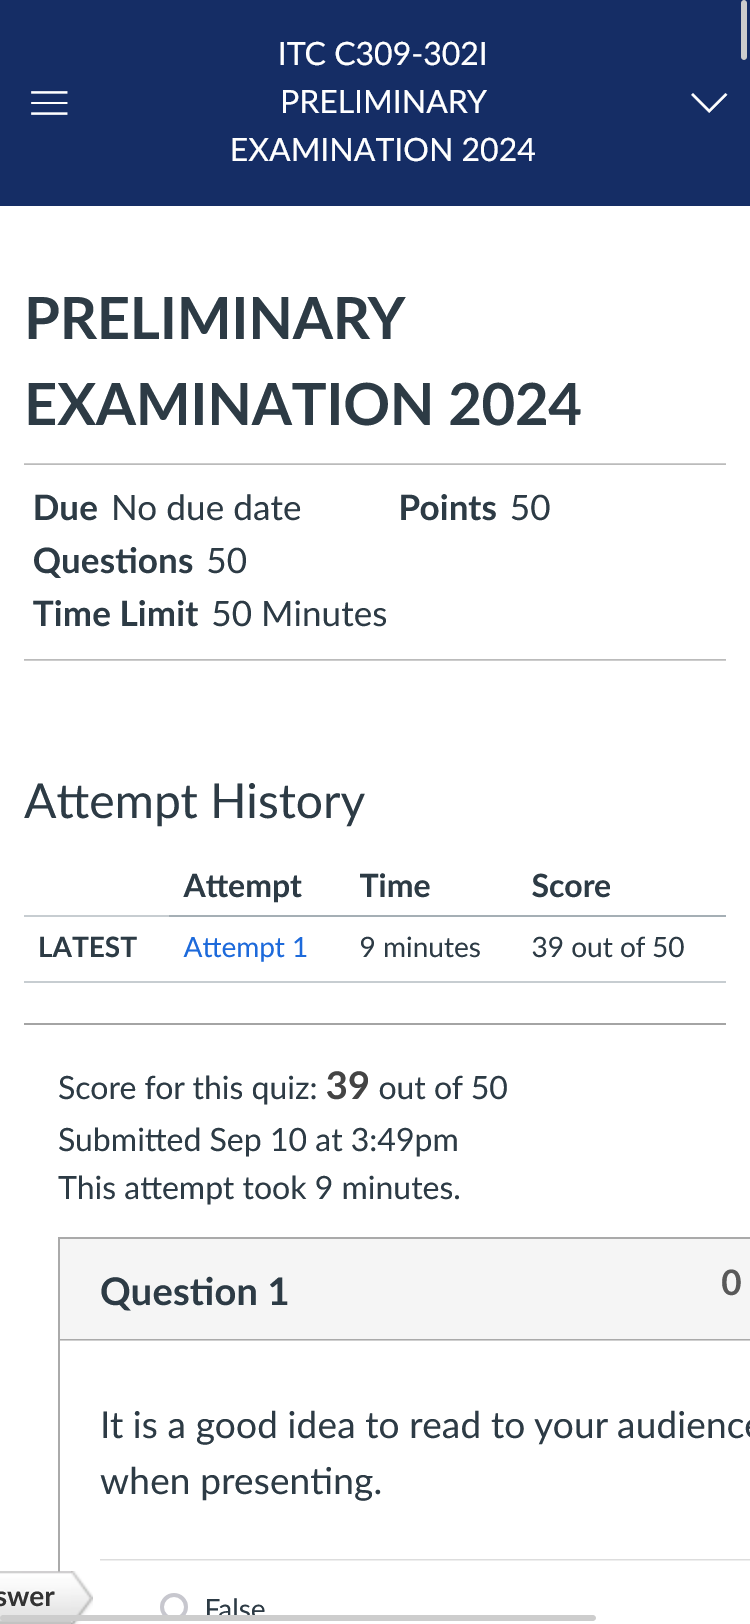 ITC C309-302I
PRELIMINARY
EXAMINATION 2024
PRELIMINARY
EXAMINATION 2024
Due No due date Points 50
Questions 50
Time Limit 50 Minutes
Attempt History
Attempt Time Score
LATEST Attempt 1 9 minutes 39 out of 50
Score for this quiz: 39 out of 50
Submitted Sep 10 at 3:49pm
This attempt took 9 minutes.
Question 1 0
It is a good idea to read to your audience
when presenting.
swer False